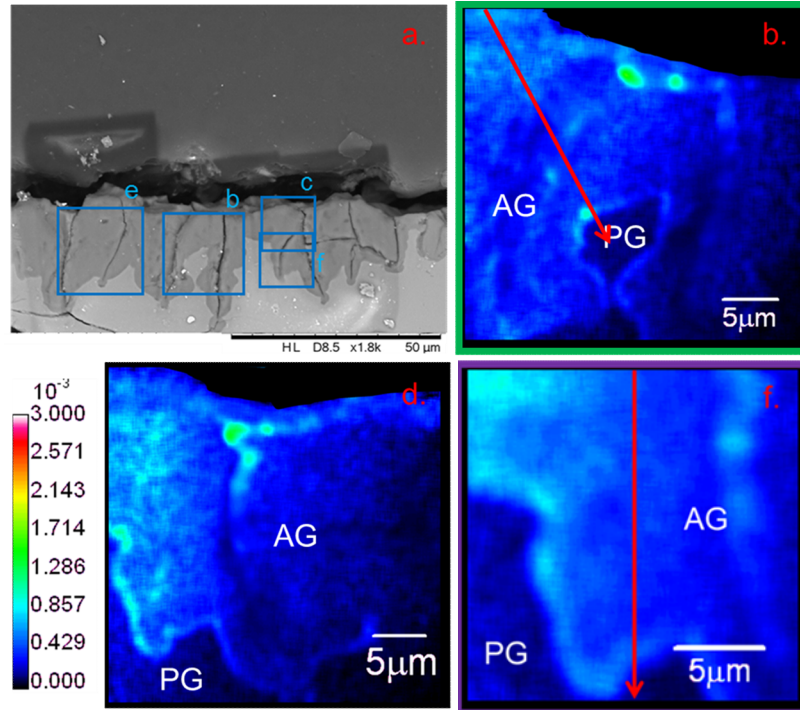 a.
e
b
c
f
HL D8.5 x1.8k 50 µm
b.
AG
PG
5µm
10⁻³
3.000
2.571
2.143
1.714
1.286
0.857
0.429
0.000
d.
AG
PG
5µm
f.
AG
PG
5µm